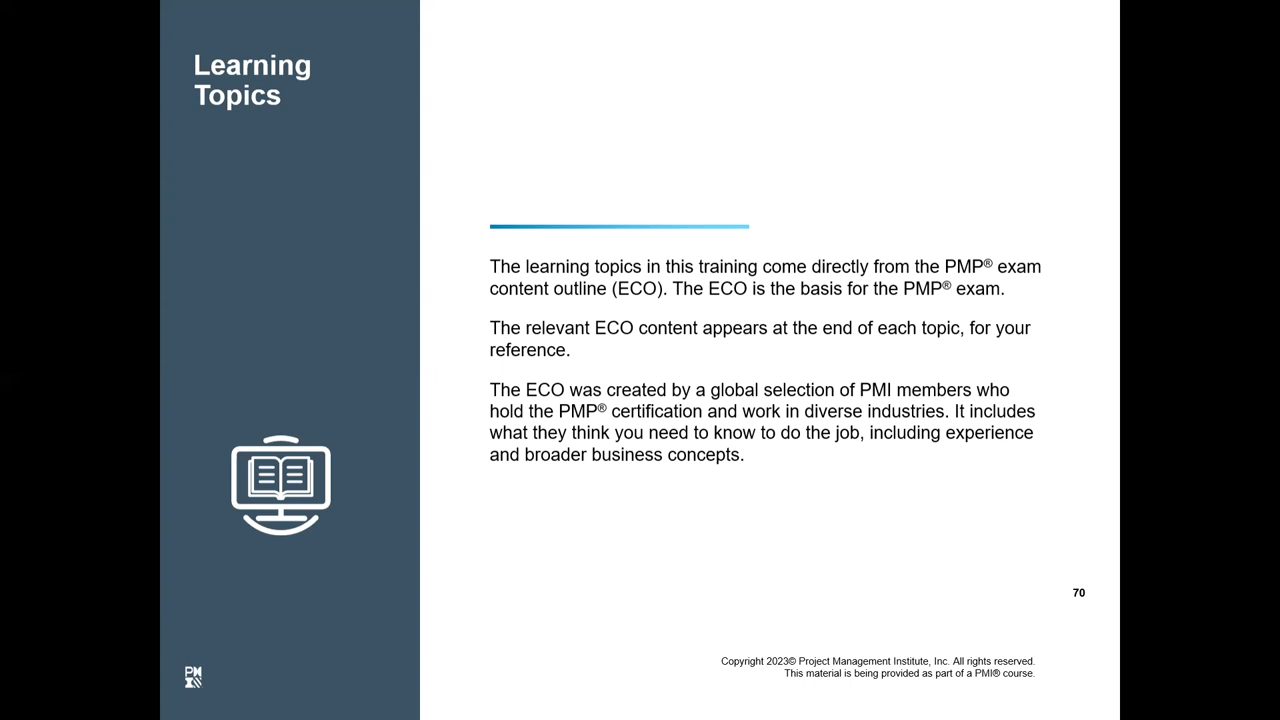 Learning
Topics
The learning topics in this training come directly from the PMP® exam
content outline (ECO). The ECO is the basis for the PMP® exam.
The relevant ECO content appears at the end of each topic, for your
reference.
The ECO was created by a global selection of PMI members who
hold the PMP® certification and work in diverse industries. It includes
what they think you need to know to do the job, including experience
and broader business concepts.
70
Copyright 2023© Project Management Institute, Inc. All rights reserved.
This material is being provided as part of a PMI® course.